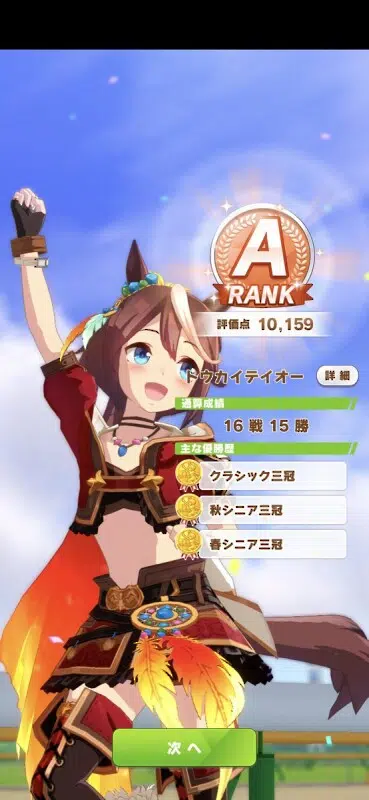 A
RANK
評価点 10,159
トウカイテイオー 詳細
通算成績
16 戦 15 勝
主な優勝歴
クラシック三冠
秋シニア三冠
春シニア三冠
次へ